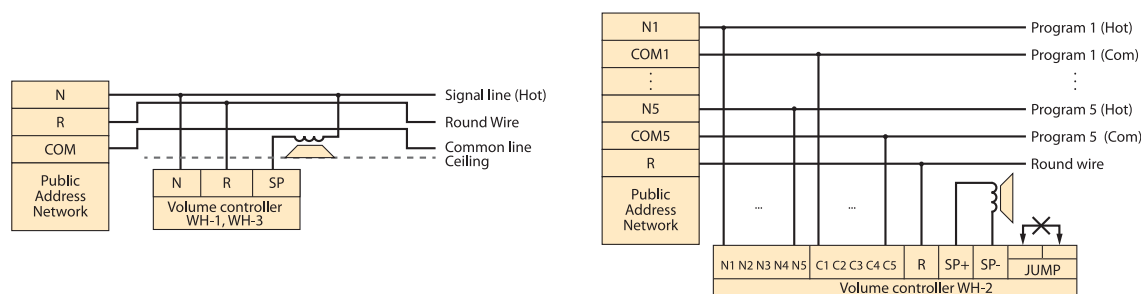 N
R
COM
Public
Address
Network
Signal line (Hot)
Round Wire
Common line
Ceiling
N R SP
Volume controller
WH-1, WH-3
N1
COM1
⋮
N5
COM5
R
Public
Address
Network
Program 1 (Hot)
Program 1 (Com)
⋮
Program 5 (Hot)
Program 5 (Com)
Round wire
... ...
N1 N2 N3 N4 N5 C1 C2 C3 C4 C5 R SP+ SP- JUMP
Volume controller WH-2